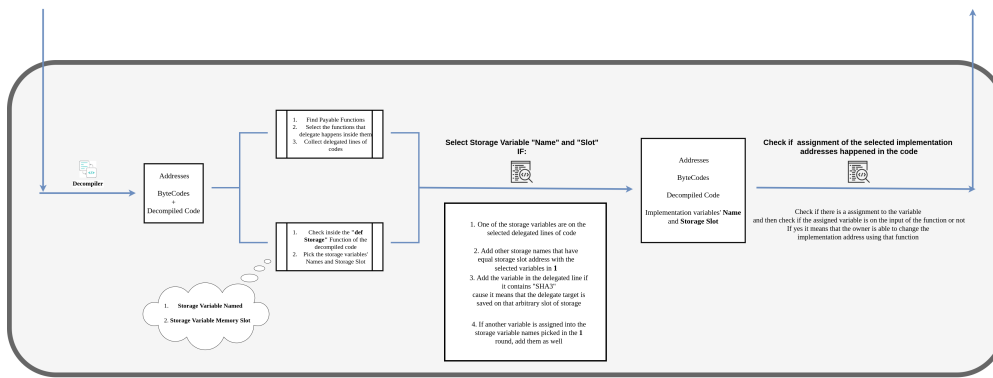 Decompiler
Addresses
ByteCodes
+
Decompiled Code
1. Find Payable Functions
2. Select the functions that
delegate happens inside them
3. Collect delegated lines of
codes
1. Check inside the "def
Storage" Function of the
decompiled code
2. Pick the storage variables'
Names and Storage Slot
1. Storage Variable Named
2. Storage Variable Memory Slot
Select Storage Variable "Name" and "Slot"
IF:
1. One of the storage variables are on the
selected delegated lines of code
2. Add other storage names that have
equal storage slot address with the
selected variables in 1
3. Add the variable in the delegated line if
it contains "SHA3"
cause it means that the delegate target is
saved on that arbitrary slot of storage
4. If another variable is assigned into the
storage variable names picked in the 1
round, add them as well
Addresses
ByteCodes
Decompiled Code
Implementation variables' Name
and Storage Slot
Check if assignment of the selected implementation
addresses happened in the code
Check if there is a assignment to the variable
and then check if the assigned variable is on the input of the function or not
If yes it means that the owner is able to change the
implementation address using that function